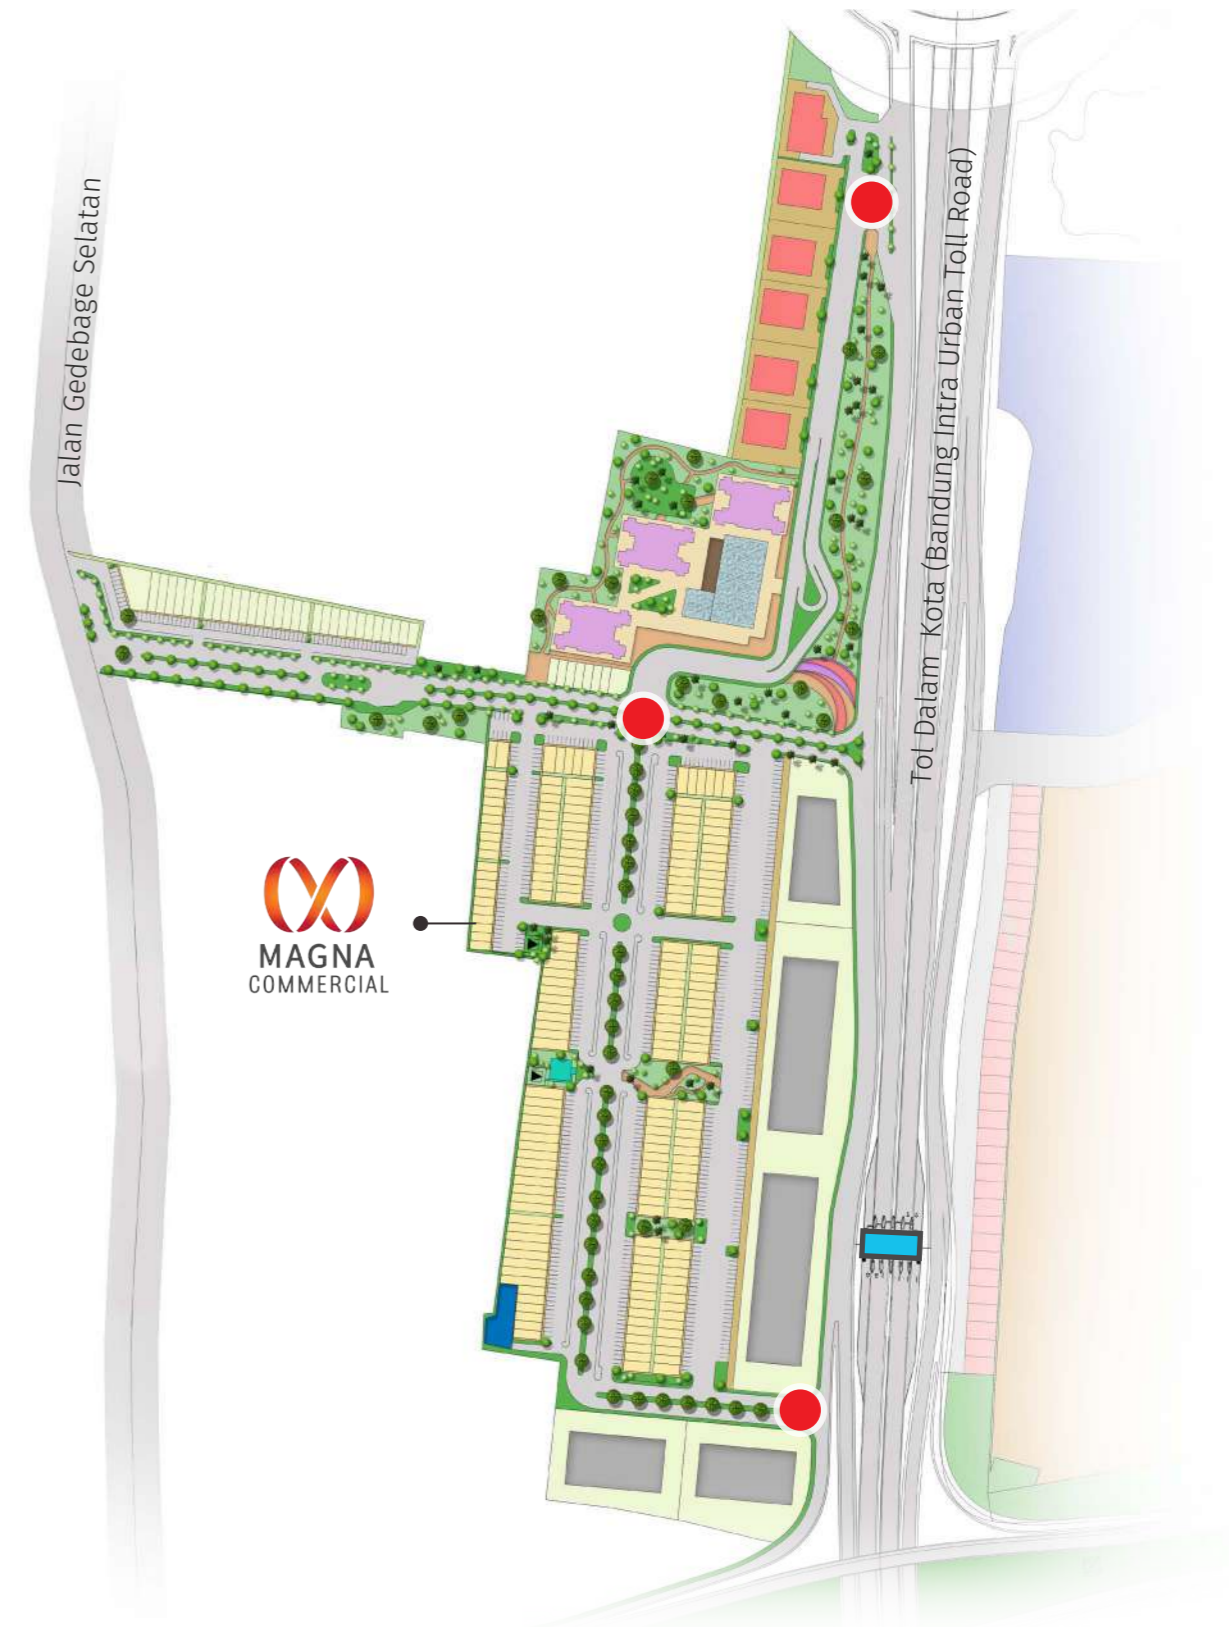 Jalan Gedebage Selatan
Tol Dalam Kota (Bandung Intra Urban Toll Road)
MAGNA
COMMERCIAL